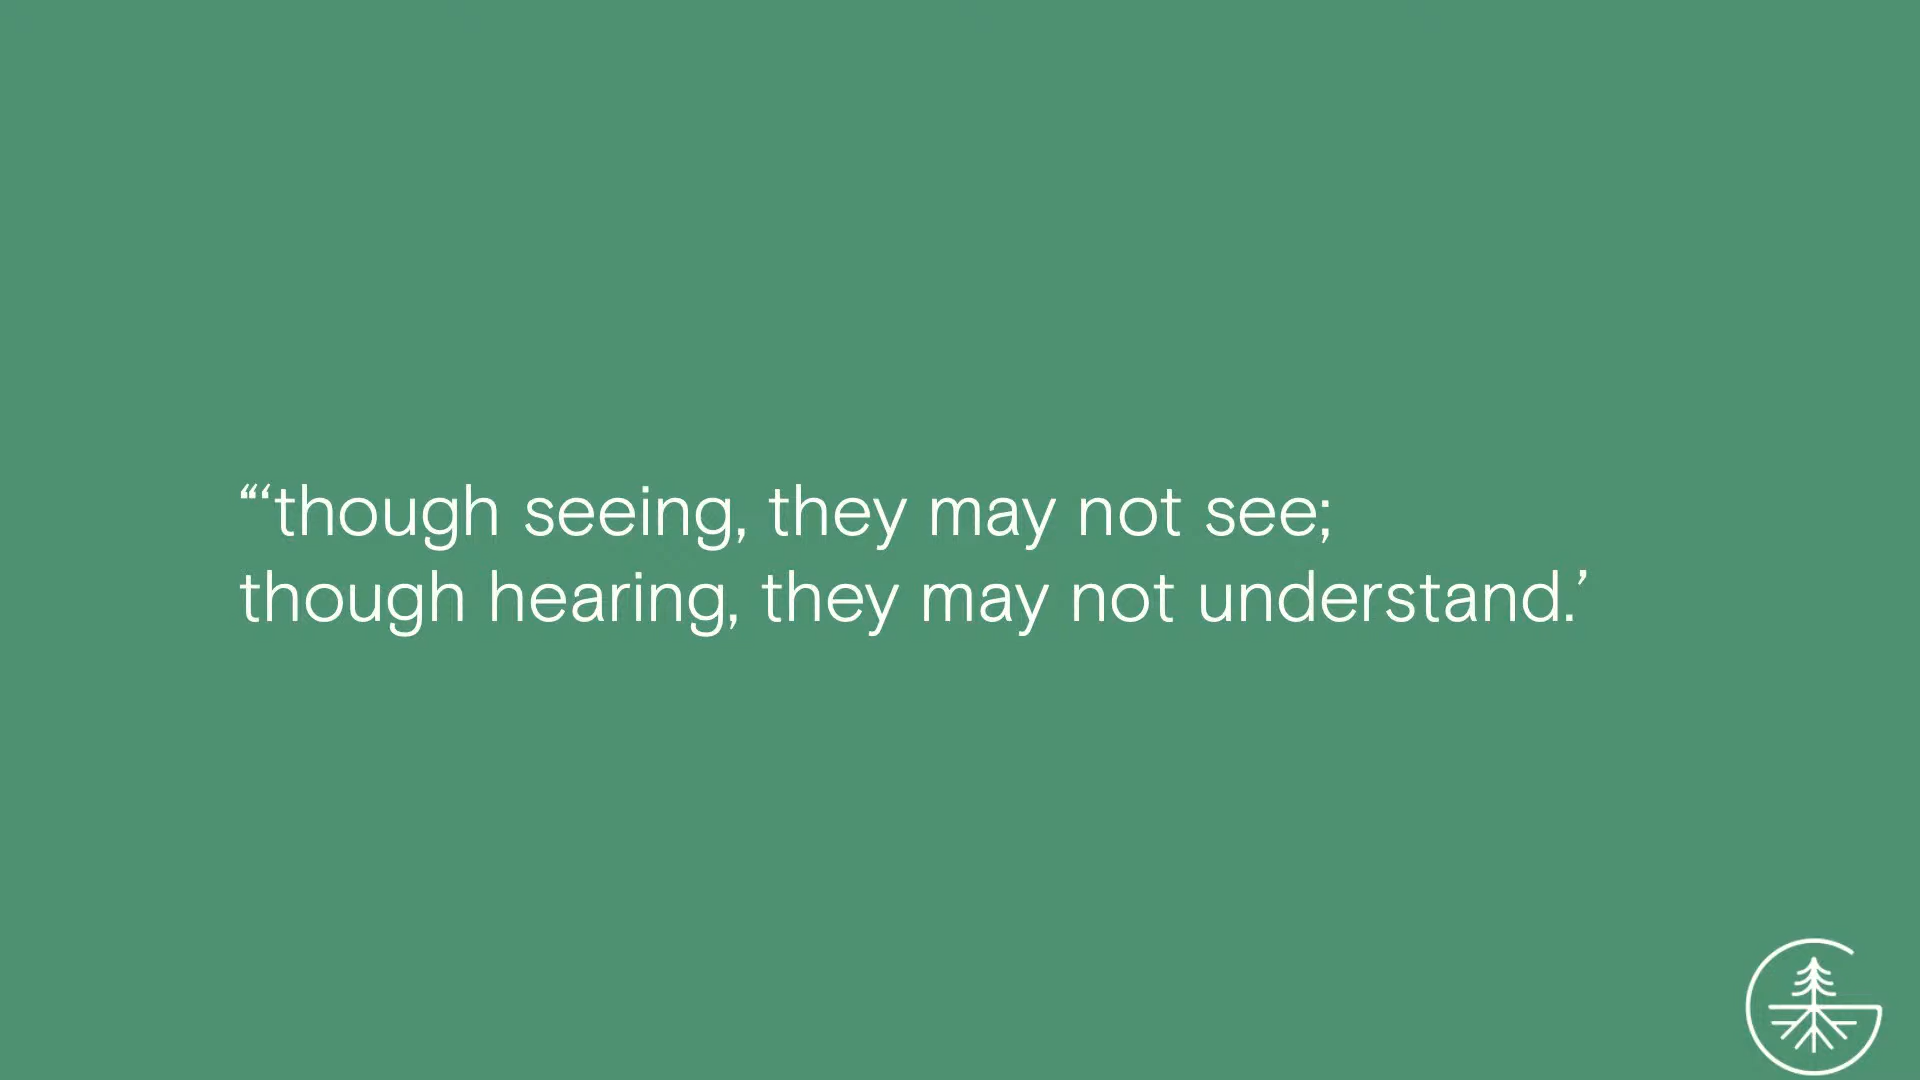 “‘though seeing, they may not see;
though hearing, they may not understand.’